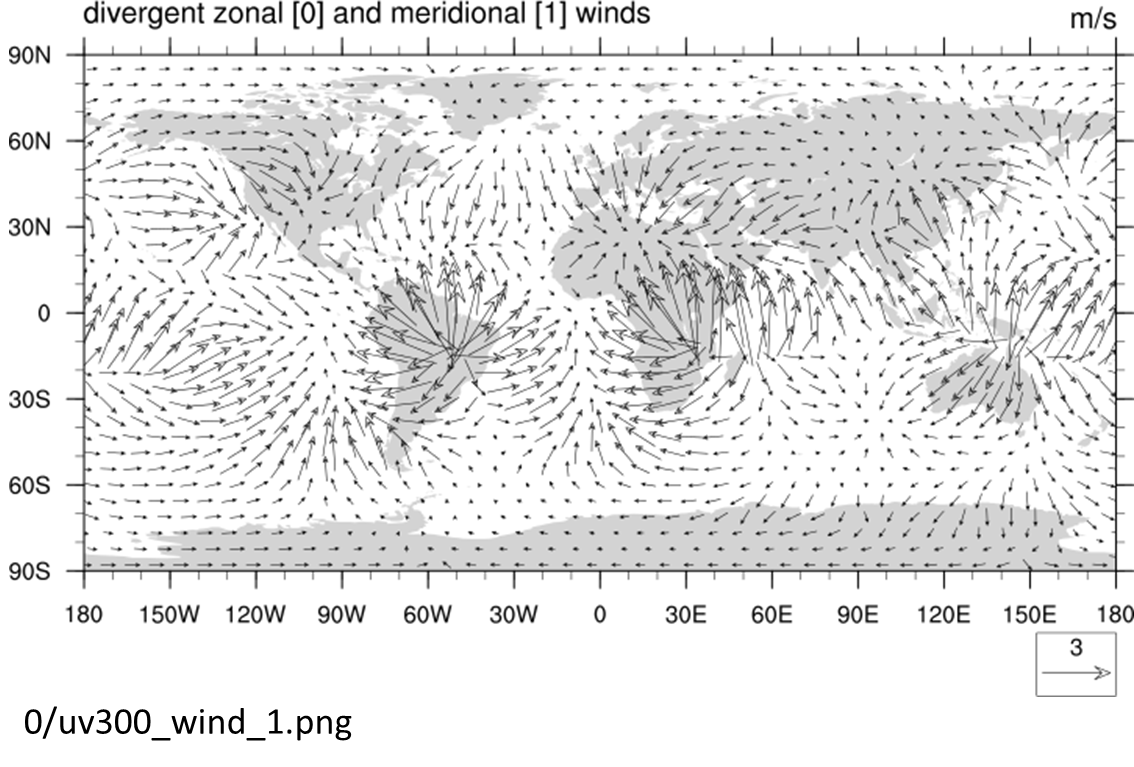 divergent zonal [0] and meridional [1] winds
m/s
90N
60N
30N
0
30S
60S
90S
180 150W 120W 90W 60W 30W 0 30E 60E 90E 120E 150E 180
3
0/uv300_wind_1.png